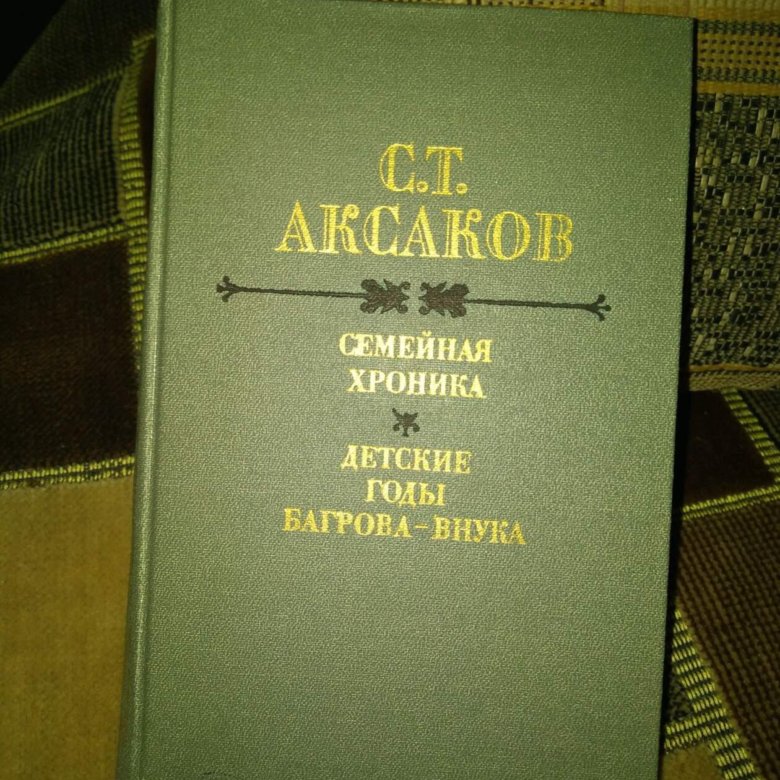 С.Т.
АКСАКОВ
СЕМЕЙНАЯ
ХРОНИКА
ДЕТСКИЕ
ГОДЫ
БАГРОВА-ВНУКА